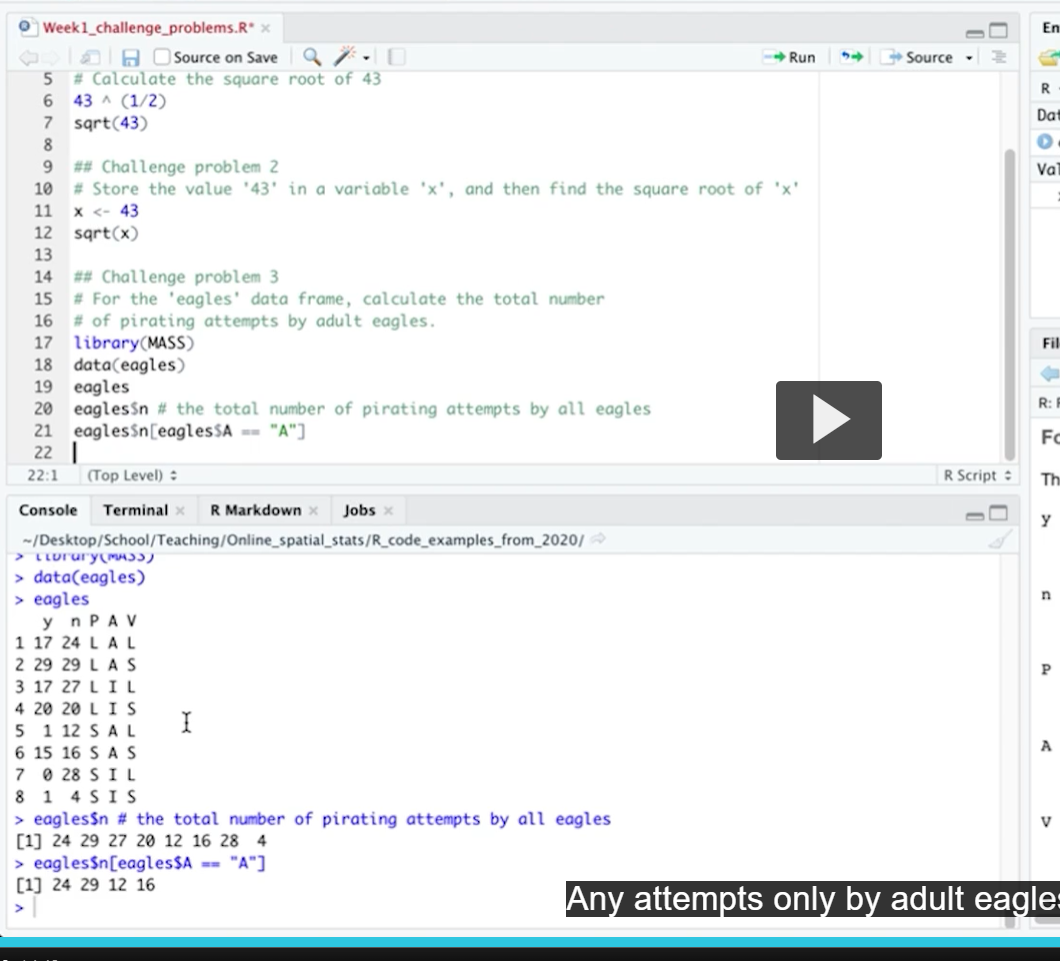 Week1_challenge_problems.R*
En
Source on Save
Run
Source
5 # Calculate the square root of 43
6 43 ^ (1/2)
7 sqrt(43)
8
9 ## Challenge problem 2
10 # Store the value '43' in a variable 'x', and then find the square root of 'x'
11 x <- 43
12 sqrt(x)
13
14 ## Challenge problem 3
15 # For the 'eagles' data frame, calculate the total number
16 # of pirating attempts by adult eagles.
17 library(MASS)
18 data(eagles)
19 eagles
20 eagles$n # the total number of pirating attempts by all eagles
21 eagles$n[eagles$A == "A"]
22
22:1 (Top Level) R Script
R
Dat
Val
Fil
R: R
Fo
Th
y
n
P
A
V
Console Terminal R Markdown Jobs
~/Desktop/School/Teaching/Online_spatial_stats/R_code_examples_from_2020/
> library(MASS)
> data(eagles)
> eagles
y n P A V
1 17 24 L A L
2 29 29 L A S
3 17 27 L I L
4 20 20 L I S
5 1 12 S A L
6 15 16 S A S
7 0 28 S I L
8 1 4 S I S
> eagles$n # the total number of pirating attempts by all eagles
[1] 24 29 27 20 12 16 28 4
> eagles$n[eagles$A == "A"]
[1] 24 29 12 16
>
Any attempts only by adult eagles